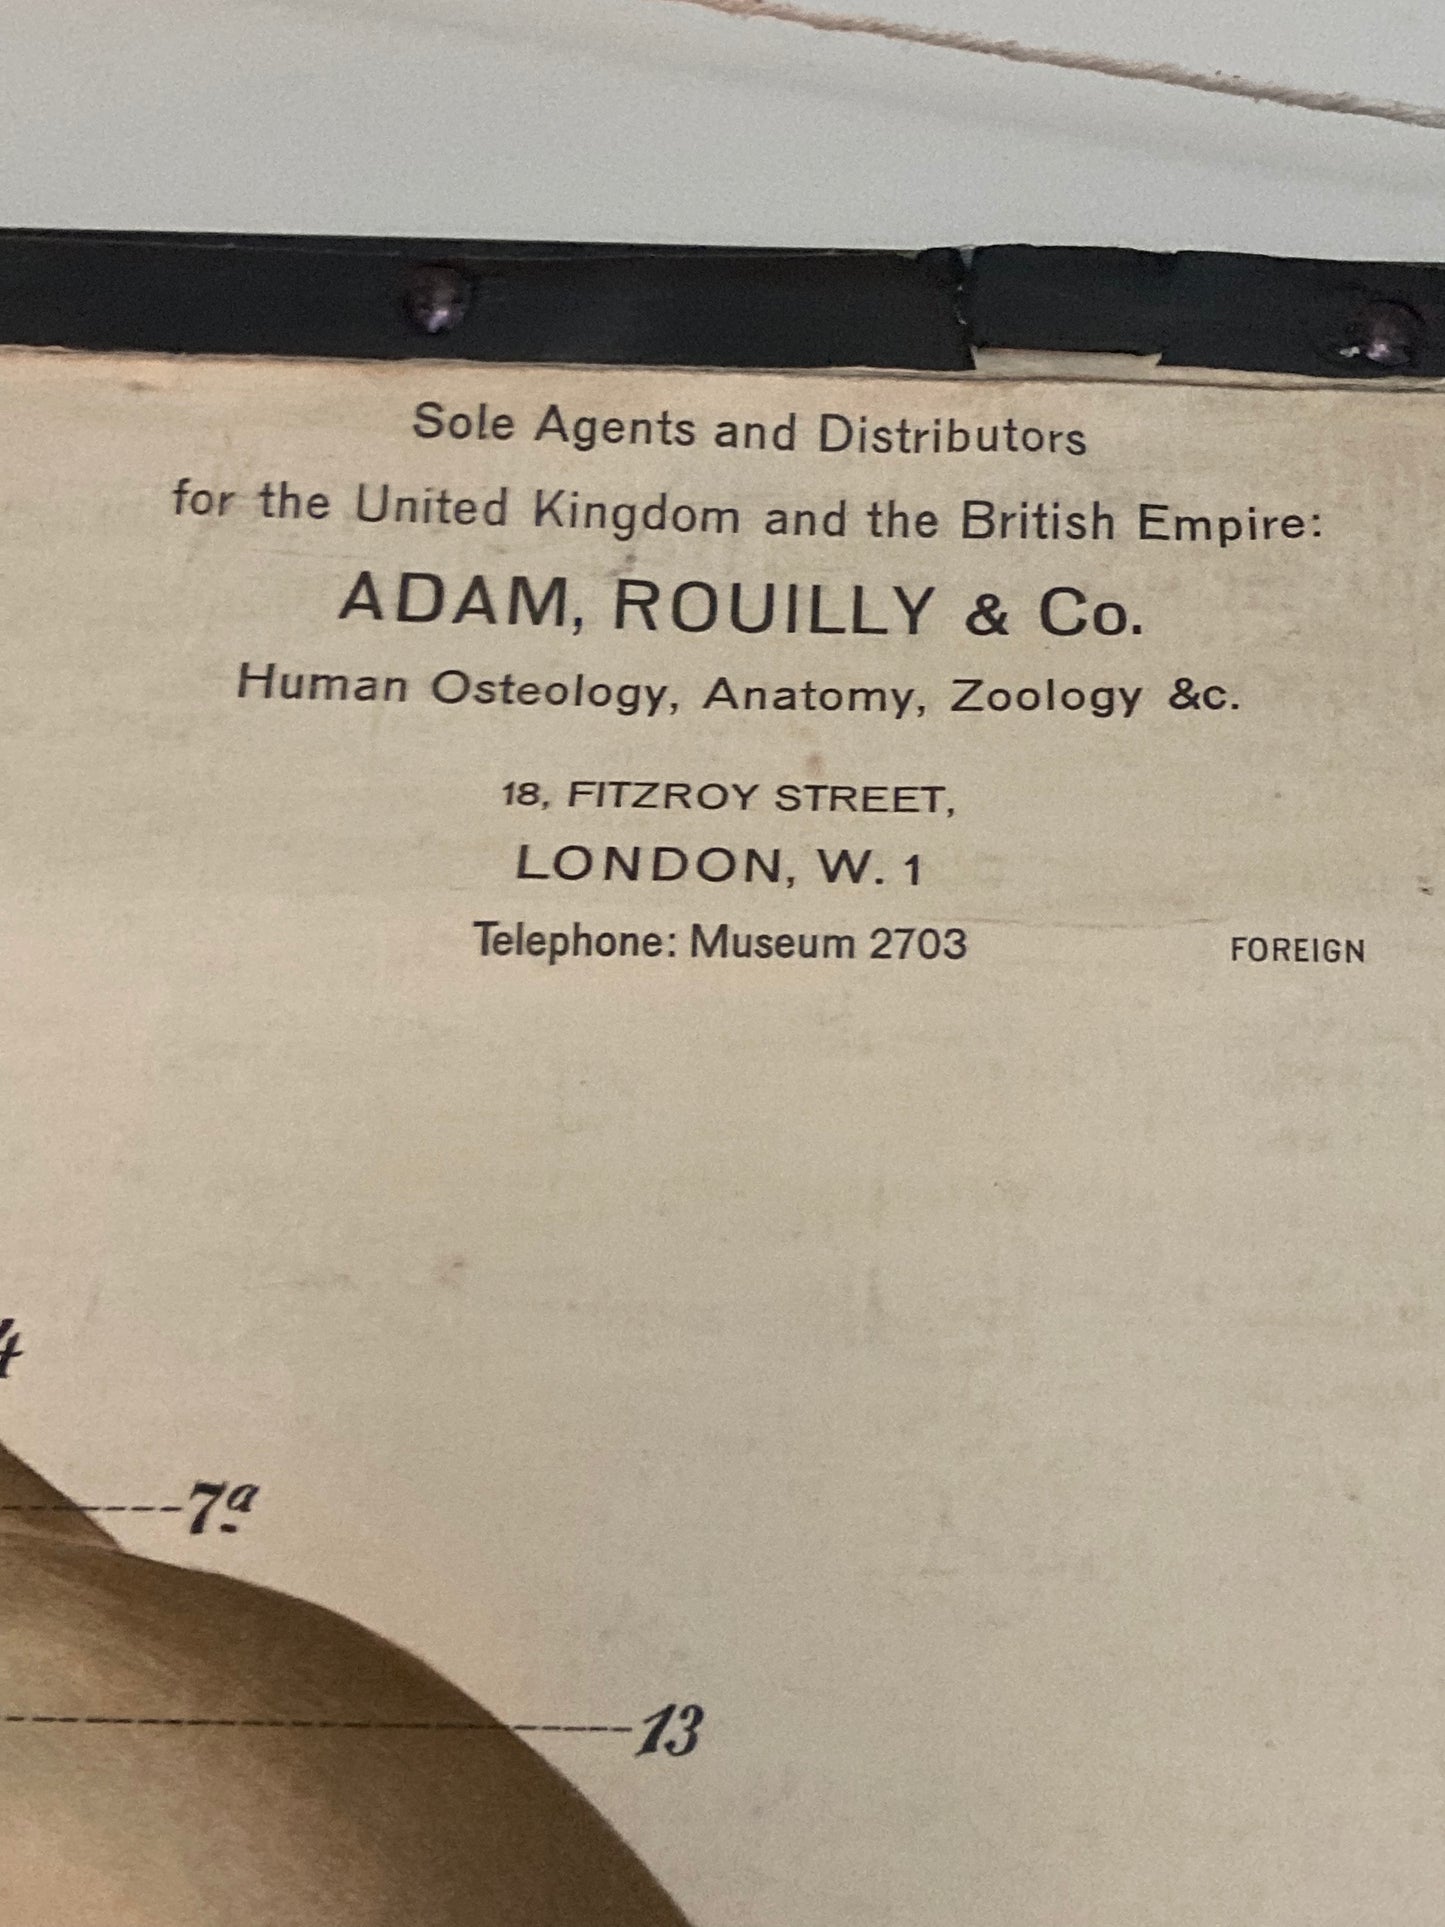 Sole Agents and Distributors
for the United Kingdom and the British Empire:
ADAM, ROUILLY & Co.
Human Osteology, Anatomy, Zoology &c.
18, FITZROY STREET,
LONDON, W. 1
Telephone: Museum 2703
FOREIGN
4
7a
13